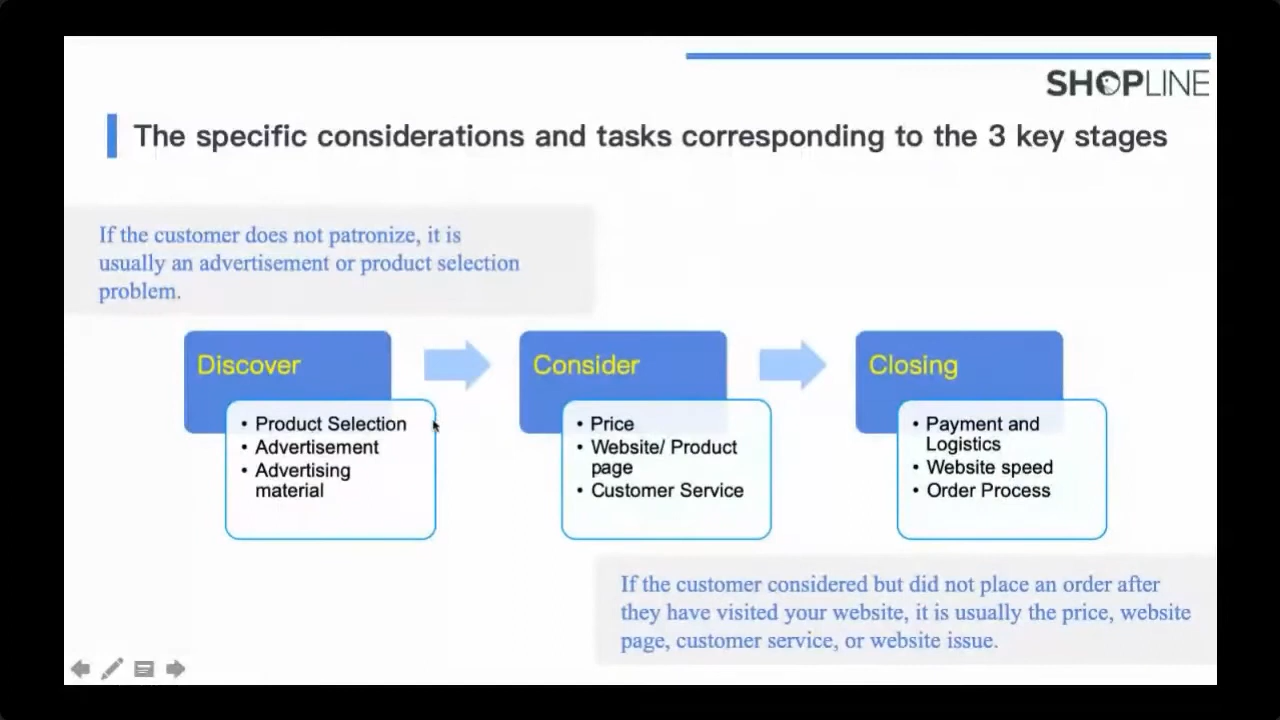 SHOPLINE
The specific considerations and tasks corresponding to the 3 key stages
If the customer does not patronize, it is
usually an advertisement or product selection
problem.
Discover
• Product Selection
• Advertisement
• Advertising
material
Consider
• Price
• Website/ Product
page
• Customer Service
Closing
• Payment and
Logistics
• Website speed
• Order Process
If the customer considered but did not place an order after
they have visited your website, it is usually the price, website
page, customer service, or website issue.